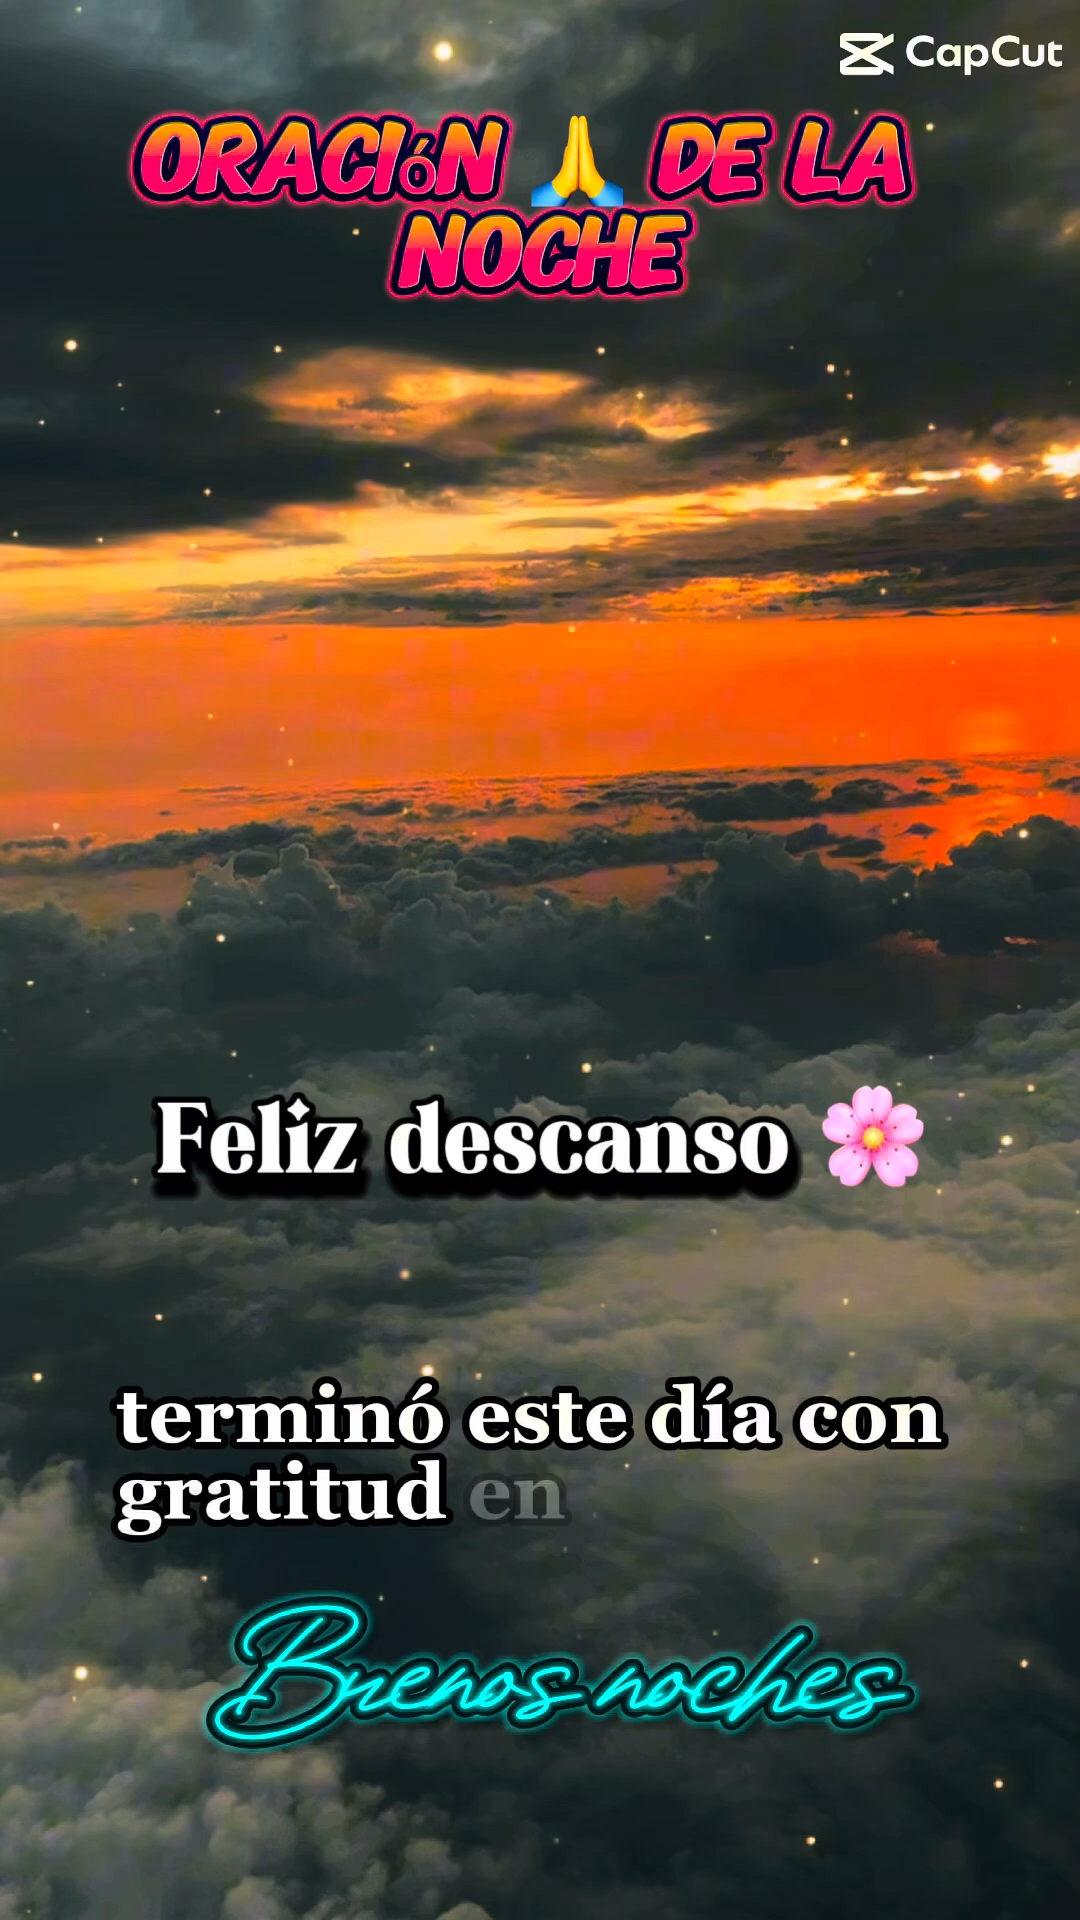 CapCut
ORACIóN 🙏 DE LA
NOCHE
Feliz descanso 🌸
terminó este día con
gratitud en
Buenos noches